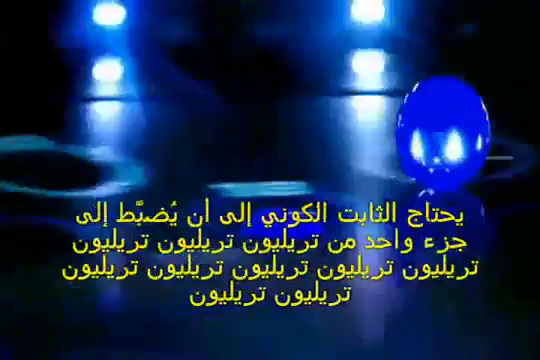 يحتاج الثابت الكوني إلى أن يُضبَّط إلى
جزء واحد من تريليون تريليون تريليون
تريليون تريليون تريليون تريليون تريليون
تريليون تريليون